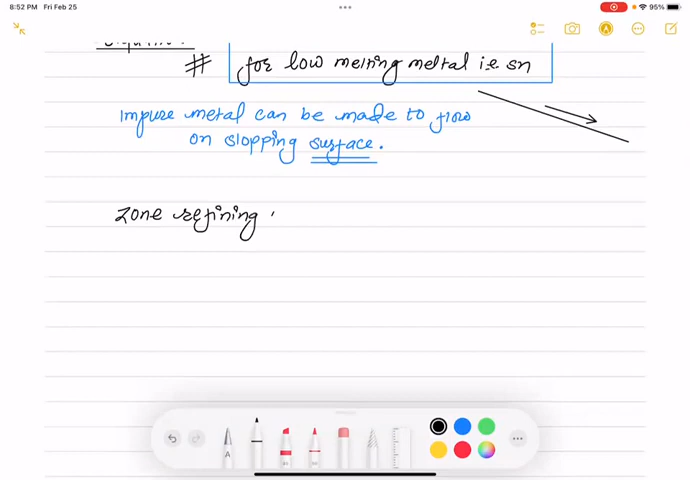 8:52 PM Fri Feb 25
95%
# for low melting meltal i.e sn
impure metal can be made to flow
on slopping surface.
zone refining
A